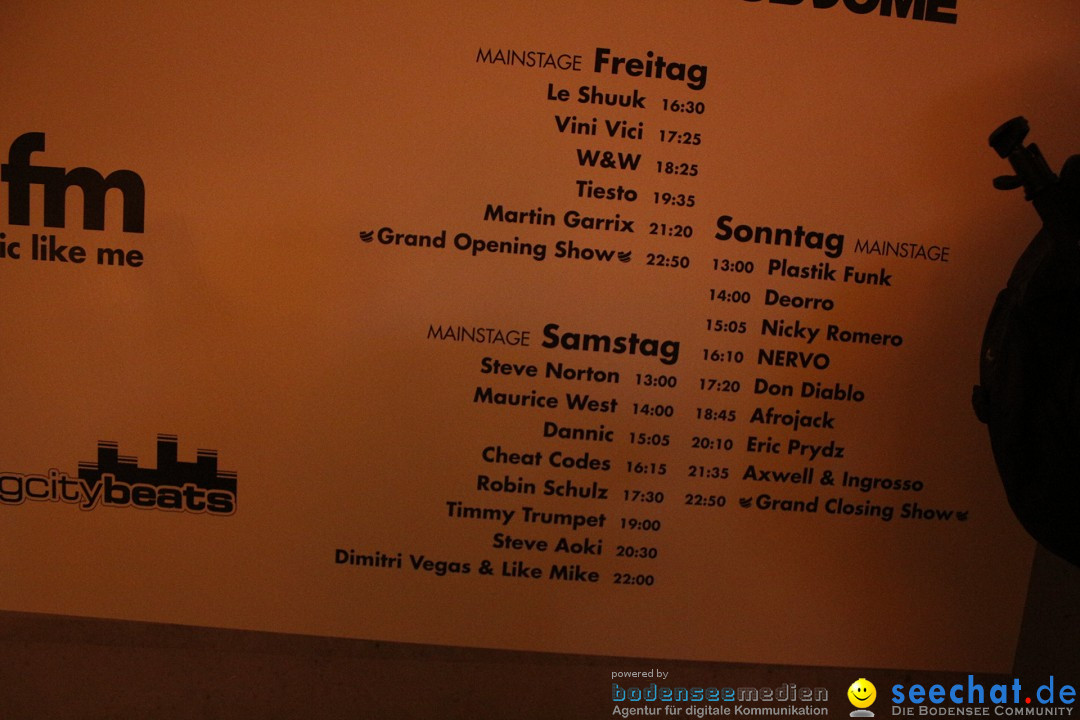 MAINSTAGE Freitag
Le Shuuk 16:30
Vini Vici 17:25
W&W 18:25
Tiesto 19:35
Martin Garrix 21:20
Grand Opening Show 22:50
fm
ic like me
MAINSTAGE Samstag
Steve Norton 13:00
Maurice West 14:00
Dannic 15:05
Cheat Codes 16:15
Robin Schulz 17:30
Timmy Trumpet 19:00
Steve Aoki 20:30
Dimitri Vegas & Like Mike 22:00
Sonntag MAINSTAGE
13:00 Plastik Funk
14:00 Deorro
15:05 Nicky Romero
16:10 NERVO
17:20 Don Diablo
18:45 Afrojack
20:10 Eric Prydz
21:35 Axwell & Ingrosso
22:50 Grand Closing Show
gcitybeats
powered by
bodenseemedien
Agentur für digitale Kommunikation
seechat.de
Die Bodensee Community